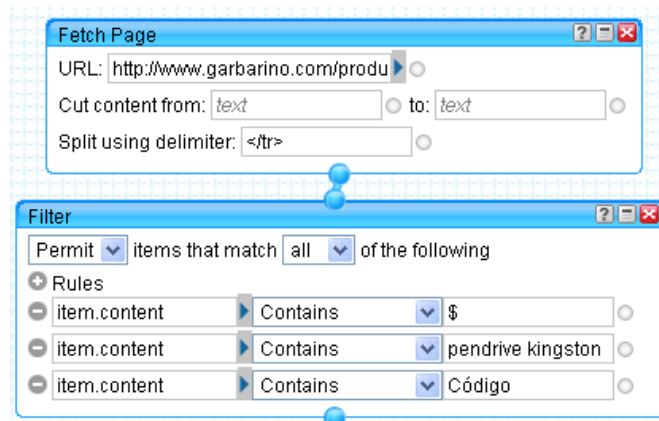 Fetch Page
URL: http://www.garbarino.com/produ
Cut content from: text to: text
Split using delimiter: </tr>
Filter
Permit items that match all of the following
Rules
item.content Contains $
item.content Contains pendrive kingston
item.content Contains Código